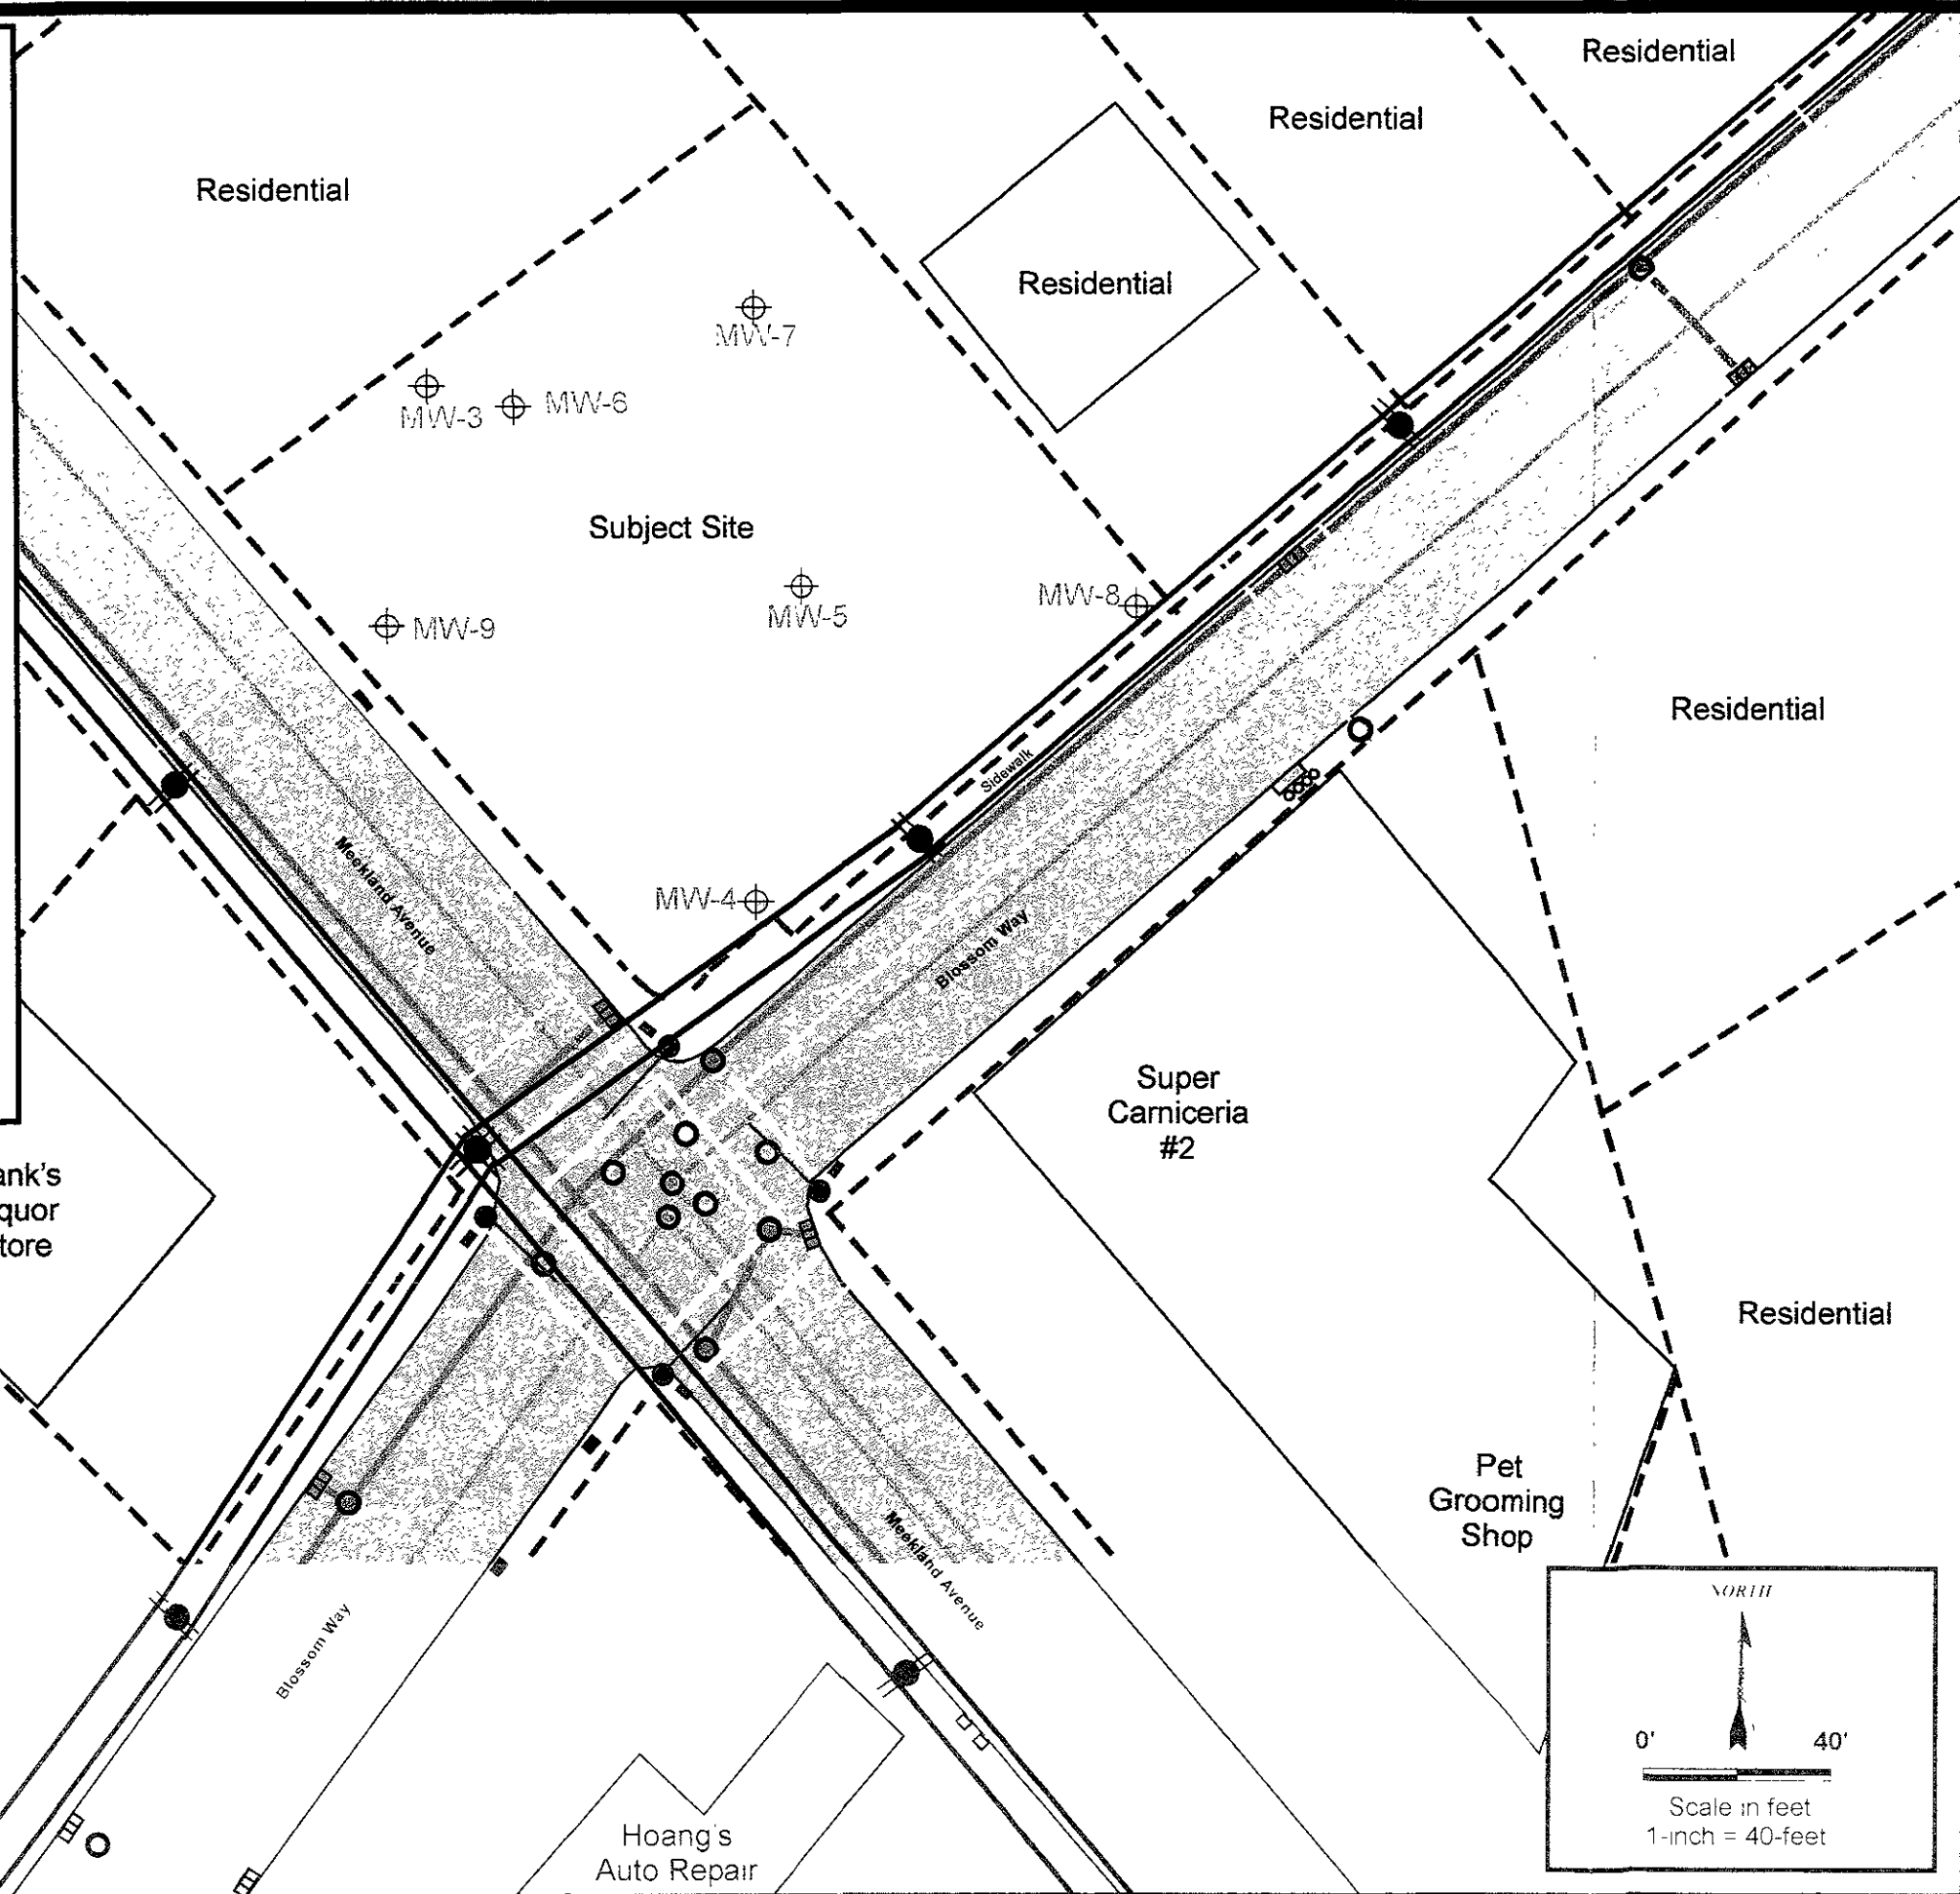 Residential
Residential
Residential
Residential
MW-7
MW-3
MW-6
Subject Site
MW-8
MW-5
MW-9
Residential
Sidewalk
Meekland Avenue
MW-4
Blossom Way
Super
Carniceria
#2
ank's
quor
tore
Residential
Pet
Grooming
Shop
Meekland Avenue
Blossom Way
NORTH
0' 40'
Scale in feet
1-inch = 40-feet
Hoang's
Auto Repair